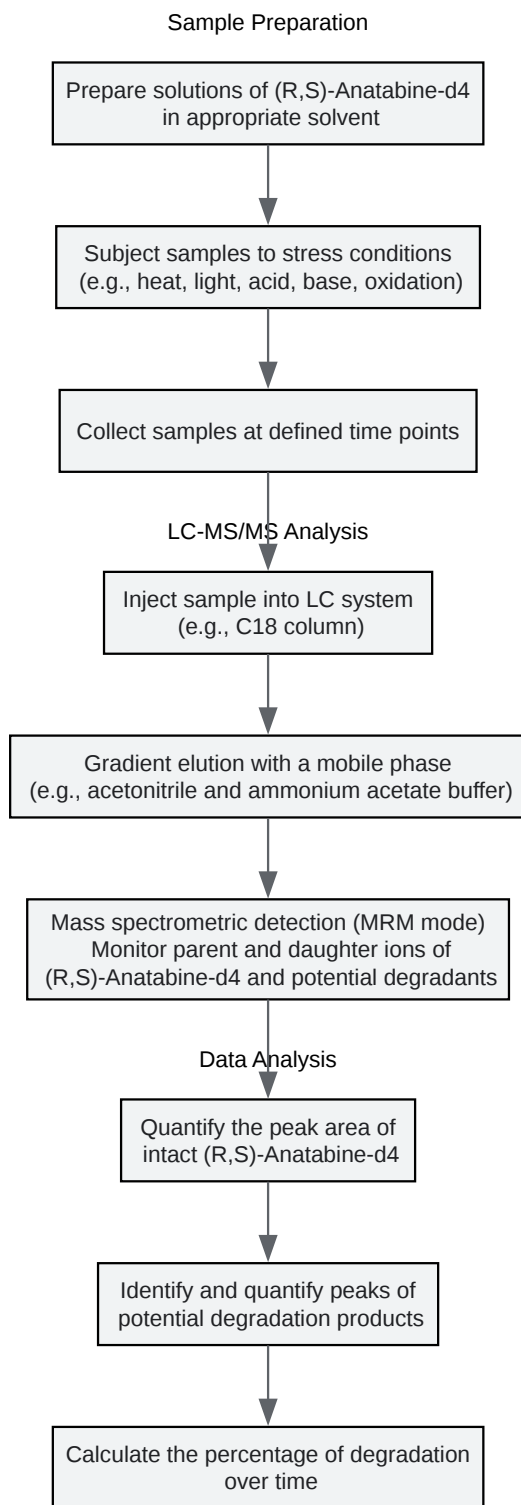 Sample Preparation
Prepare solutions of (R,S)-Anatabine-d4
in appropriate solvent
Subject samples to stress conditions
(e.g., heat, light, acid, base, oxidation)
Collect samples at defined time points
LC-MS/MS Analysis
Inject sample into LC system
(e.g., C18 column)
Gradient elution with a mobile phase
(e.g., acetonitrile and ammonium acetate buffer)
Mass spectrometric detection (MRM mode)
Monitor parent and daughter ions of
(R,S)-Anatabine-d4 and potential degradants
Data Analysis
Quantify the peak area of
intact (R,S)-Anatabine-d4
Identify and quantify peaks of
potential degradation products
Calculate the percentage of degradation
over time